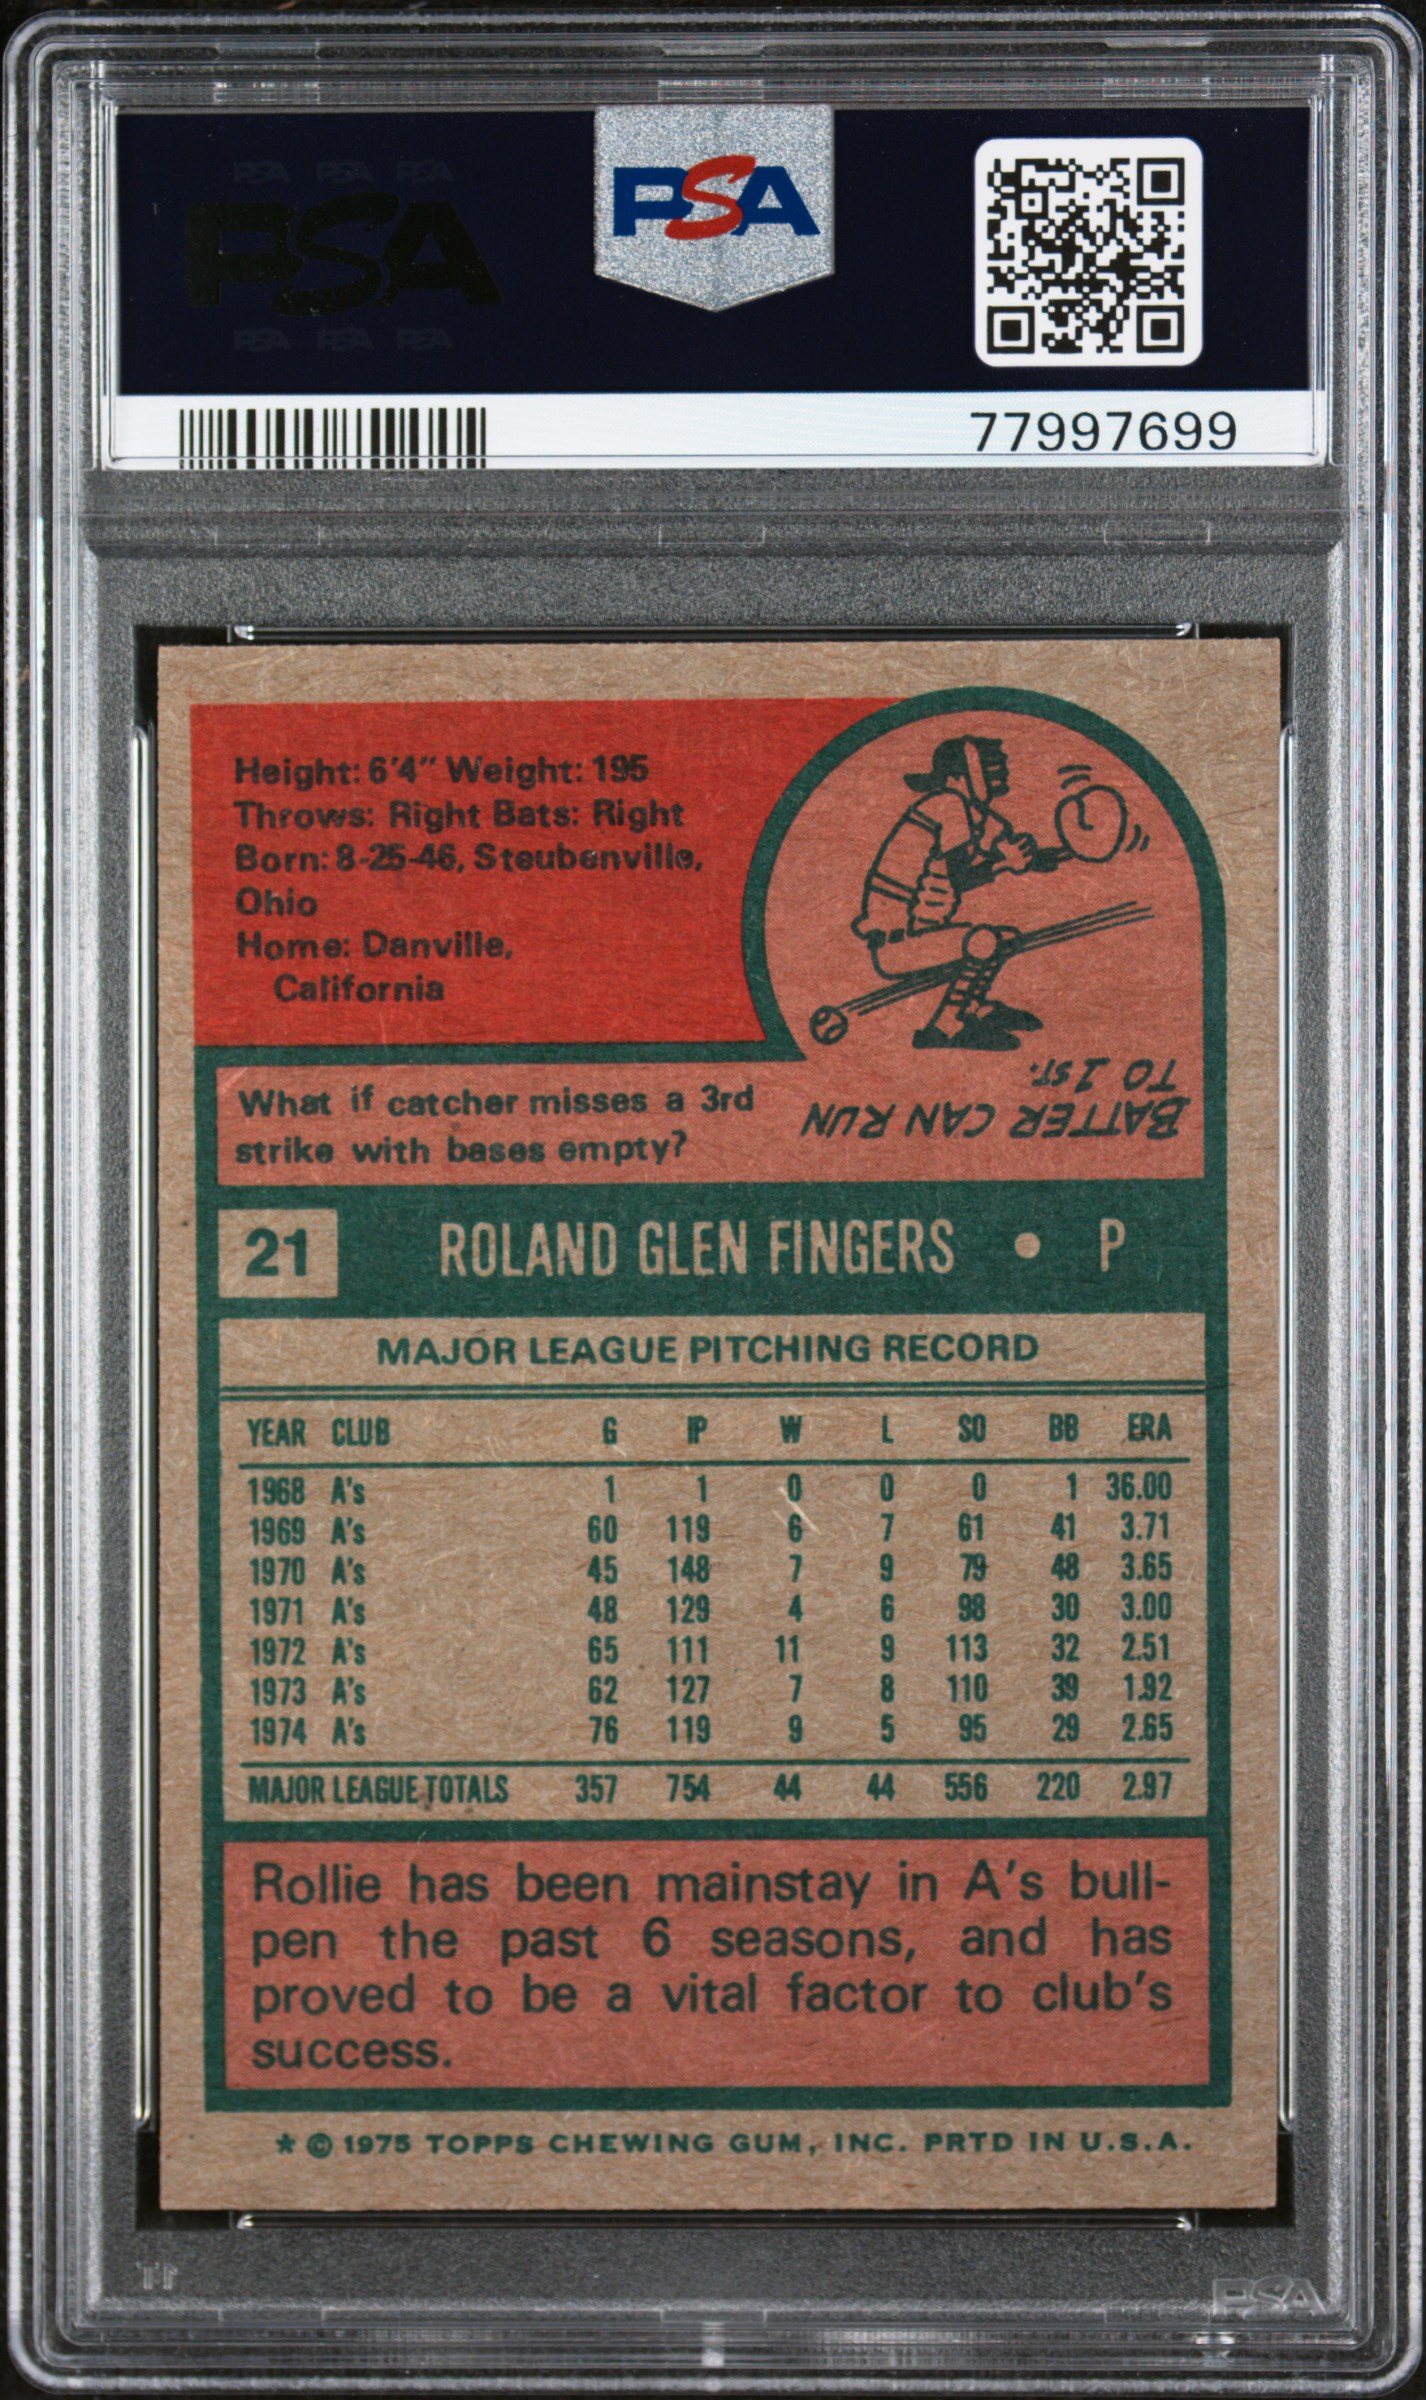 PSA PSA PSA
PSA
PSA PSA PSA
PSA
77997699
Height: 6'4" Weight: 195
Throws: Right Bats: Right
Born: 8-25-46, Steubenville,
Ohio
Home: Danville,
California
What if catcher misses a 3rd
strike with bases empty?
BATTER CAN RUN
TO 1ST.
21 ROLAND GLEN FINGERS • P
MAJOR LEAGUE PITCHING RECORD
YEAR CLUB G IP W L SO BB ERA
1968 A's 1 1 0 0 0 1 36.00
1969 A's 60 119 6 7 61 41 3.71
1970 A's 45 148 7 9 79 48 3.65
1971 A's 48 129 4 6 98 30 3.00
1972 A's 65 111 11 9 113 32 2.51
1973 A's 62 127 7 8 110 39 1.92
1974 A's 76 119 9 5 95 29 2.65
MAJOR LEAGUE TOTALS 357 754 44 44 556 220 2.97
Rollie has been mainstay in A's bull-
pen the past 6 seasons, and has
proved to be a vital factor to club's
success.
* © 1975 TOPPS CHEWING GUM, INC. PRTD IN U.S.A.
PSA